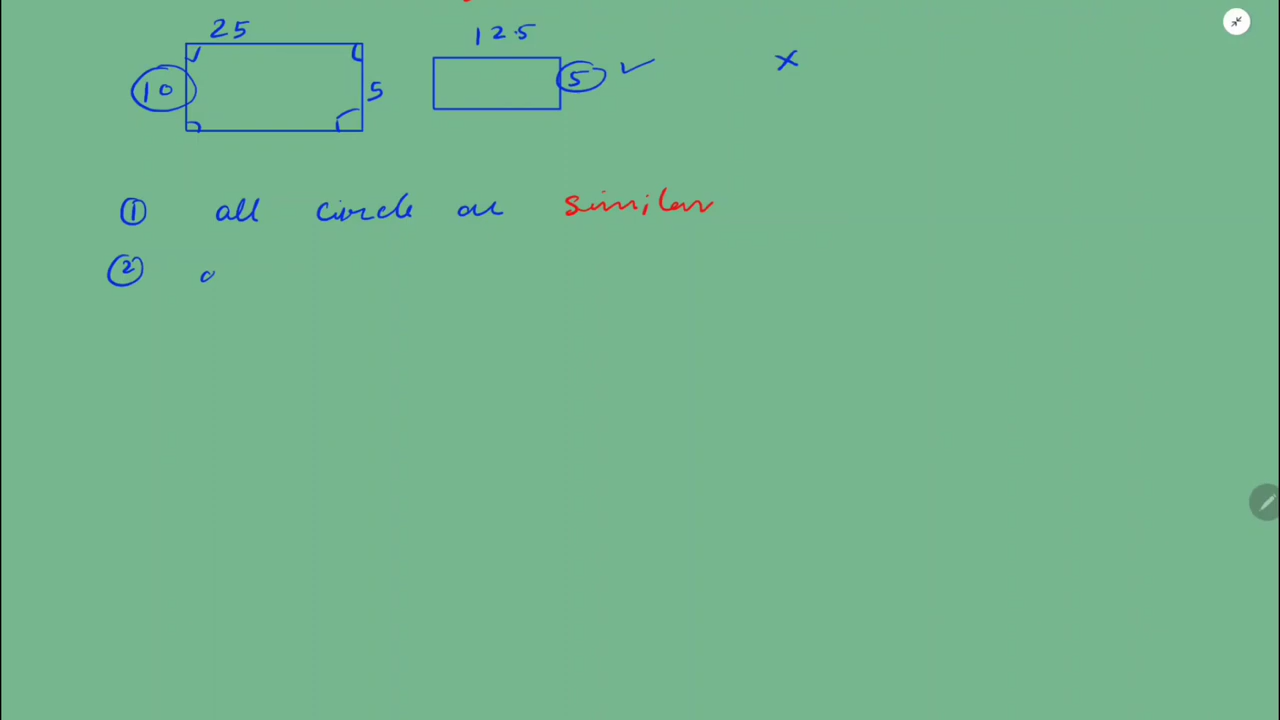 25 12.5
10 5 5 ✓ x
① all circle are similar
② a